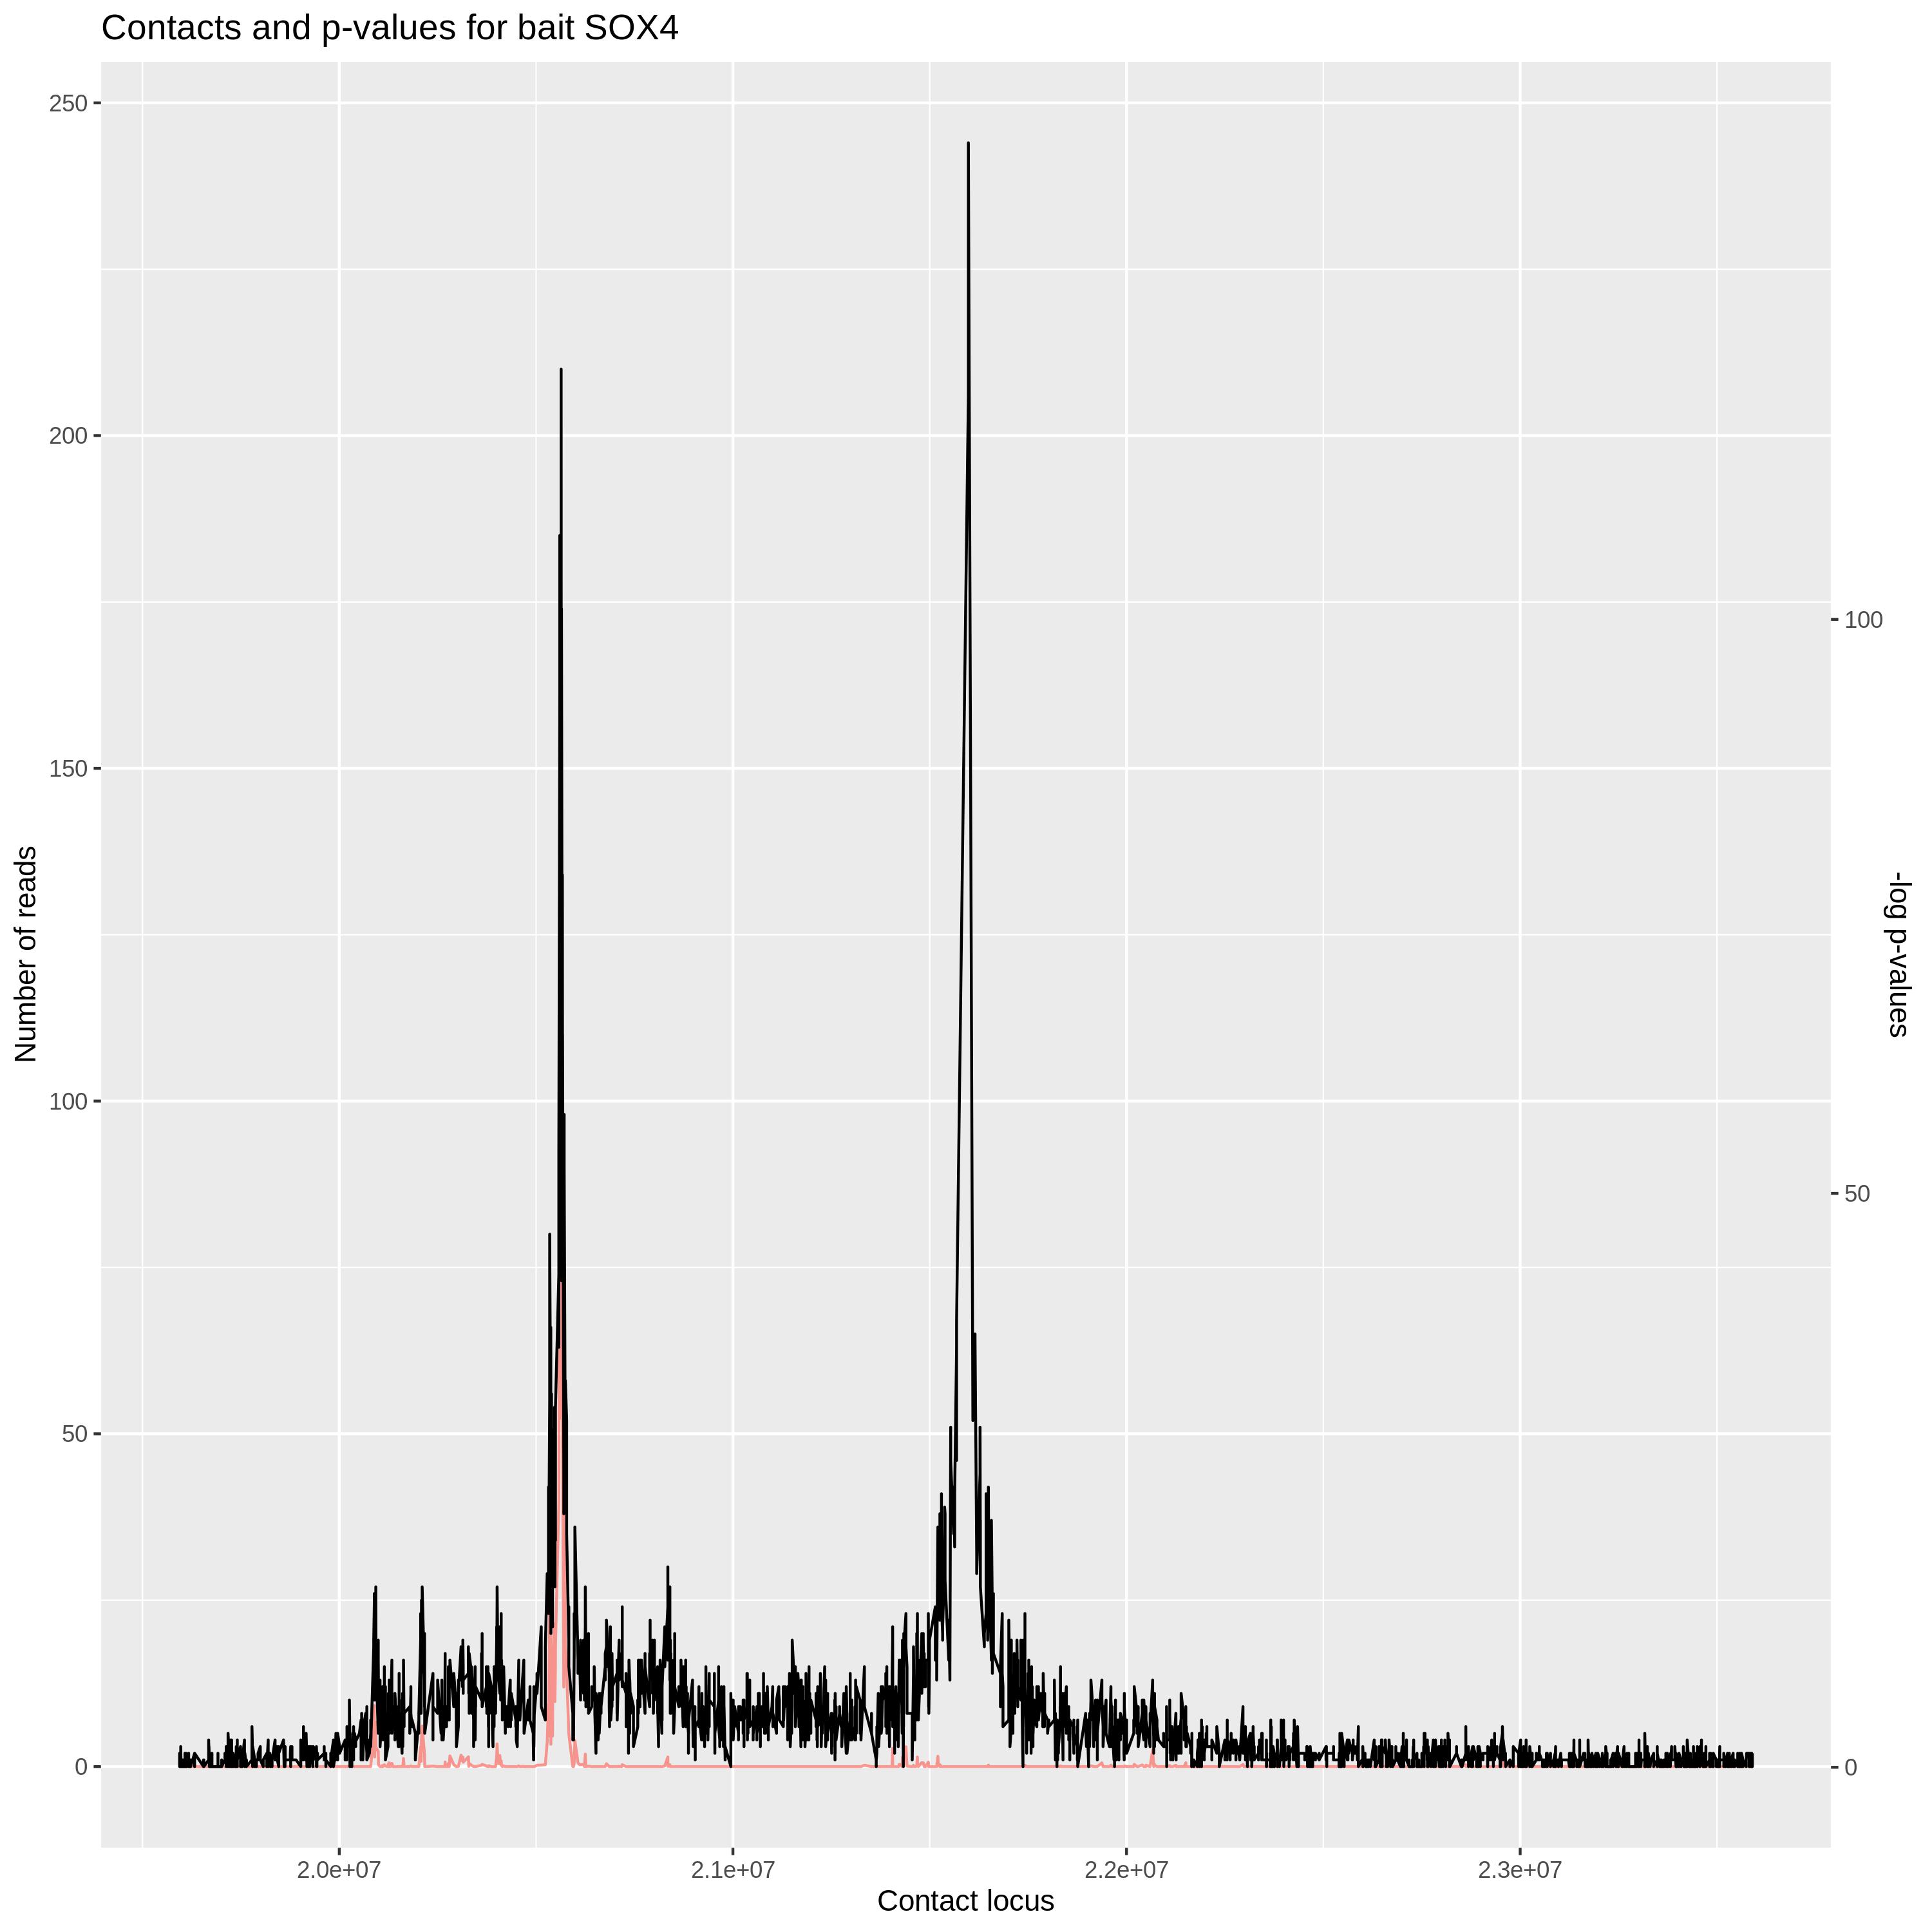 Contacts and p-values for bait SOX4
250
200
150
100
50
0
Number of reads
100
50
0
-log p-values
2.0e+07 2.1e+07 2.2e+07 2.3e+07
Contact locus